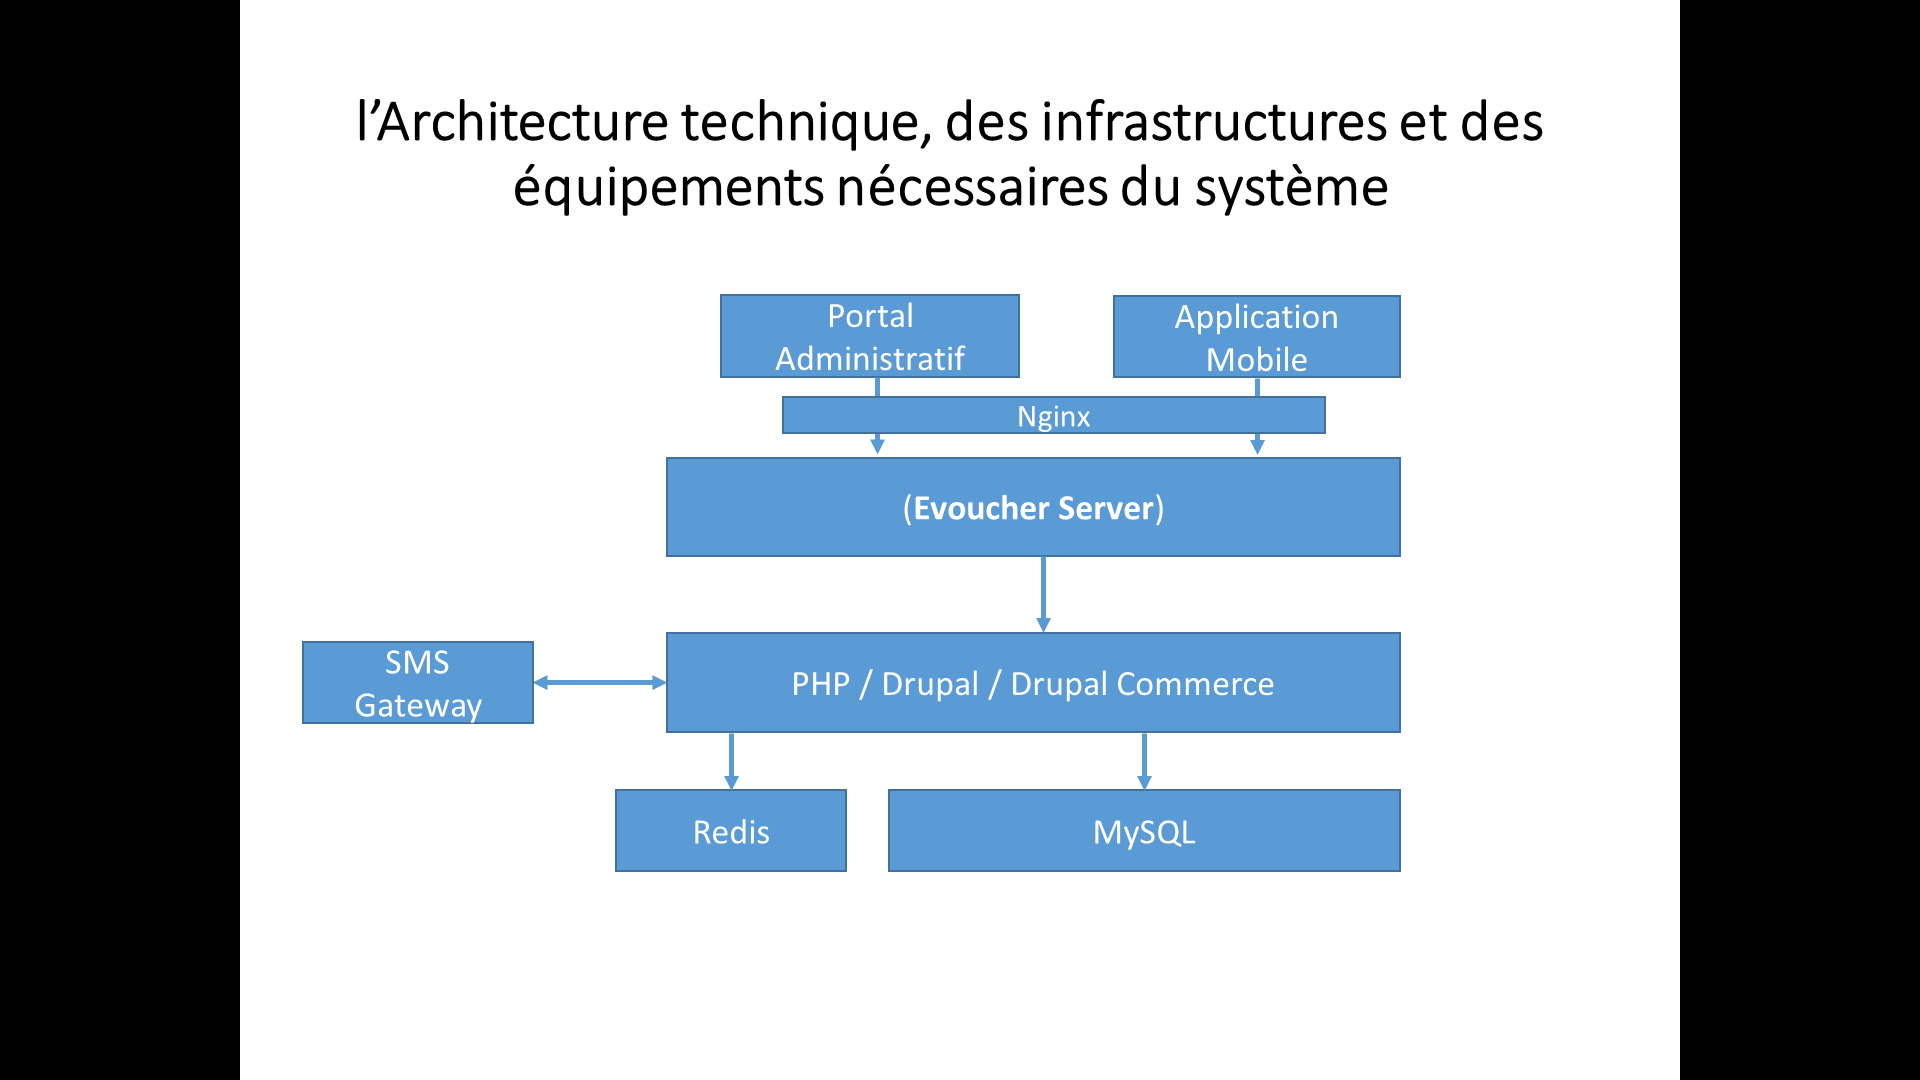 l’Architecture technique, des infrastructures et des
équipements nécessaires du système
Portal
Administratif
Application
Mobile
Nginx
(Evoucher Server)
SMS
Gateway
PHP / Drupal / Drupal Commerce
Redis
MySQL